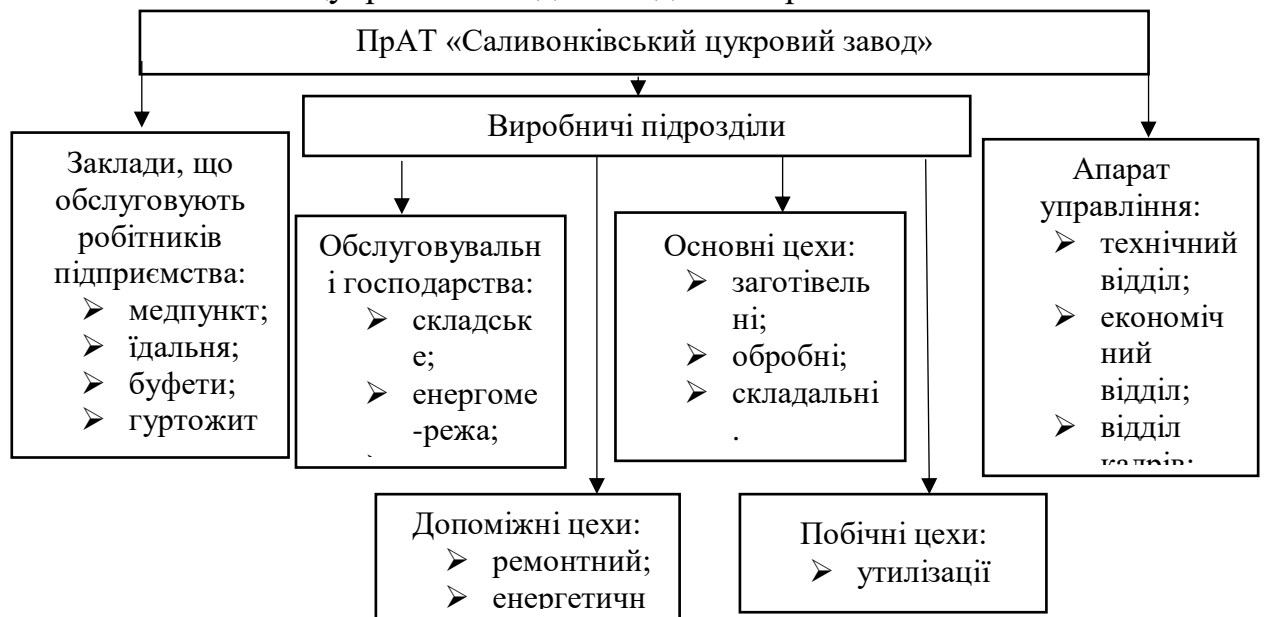 ПрАТ «Саливонківський цукровий завод»
Виробничі підрозділи
Заклади, що
обслуговують
робітників
підприємства:
➢ медпункт;
➢ їдальня;
➢ буфети;
➢ гуртожит
Обслуговувальн
і господарства:
➢ складськ
е;
➢ енергоме
-режа;
Основні цехи:
➢ заготівель
ні;
➢ обробні;
➢ складальні
.
Апарат
управління:
➢ технічний
відділ;
➢ економіч
ний
відділ;
➢ відділ
кадрів;
Допоміжні цехи:
➢ ремонтний;
➢ енергетичн
Побічні цехи:
➢ утилізації